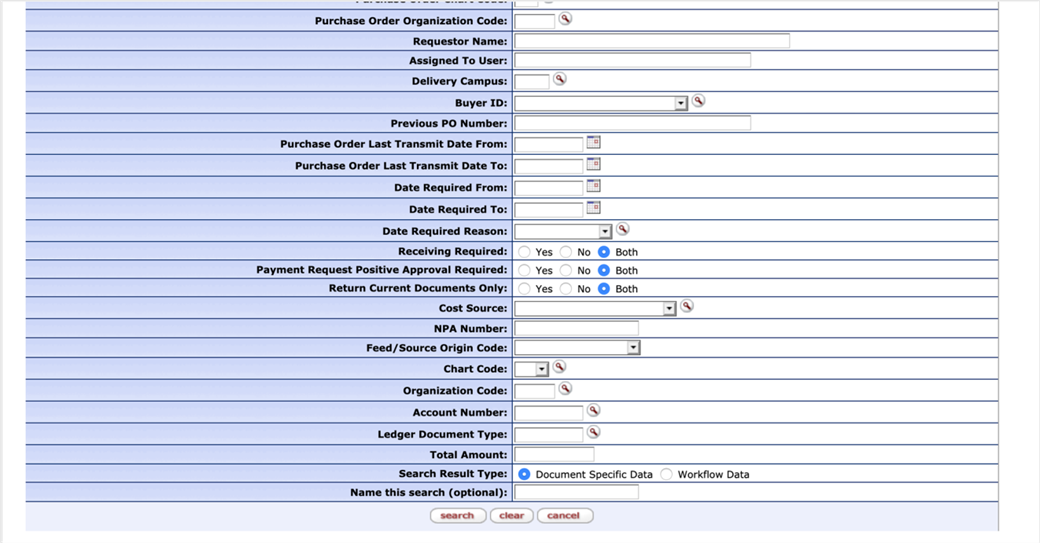 Purchase Order Chart Code:
Purchase Order Organization Code:
Requestor Name:
Assigned To User:
Delivery Campus:
Buyer ID:
Previous PO Number:
Purchase Order Last Transmit Date From:
Purchase Order Last Transmit Date To:
Date Required From:
Date Required To:
Date Required Reason:
Receiving Required: Yes No Both
Payment Request Positive Approval Required: Yes No Both
Return Current Documents Only: Yes No Both
Cost Source:
NPA Number:
Feed/Source Origin Code:
Chart Code:
Organization Code:
Account Number:
Ledger Document Type:
Total Amount:
Search Result Type: Document Specific Data Workflow Data
Name this search (optional):
search clear cancel